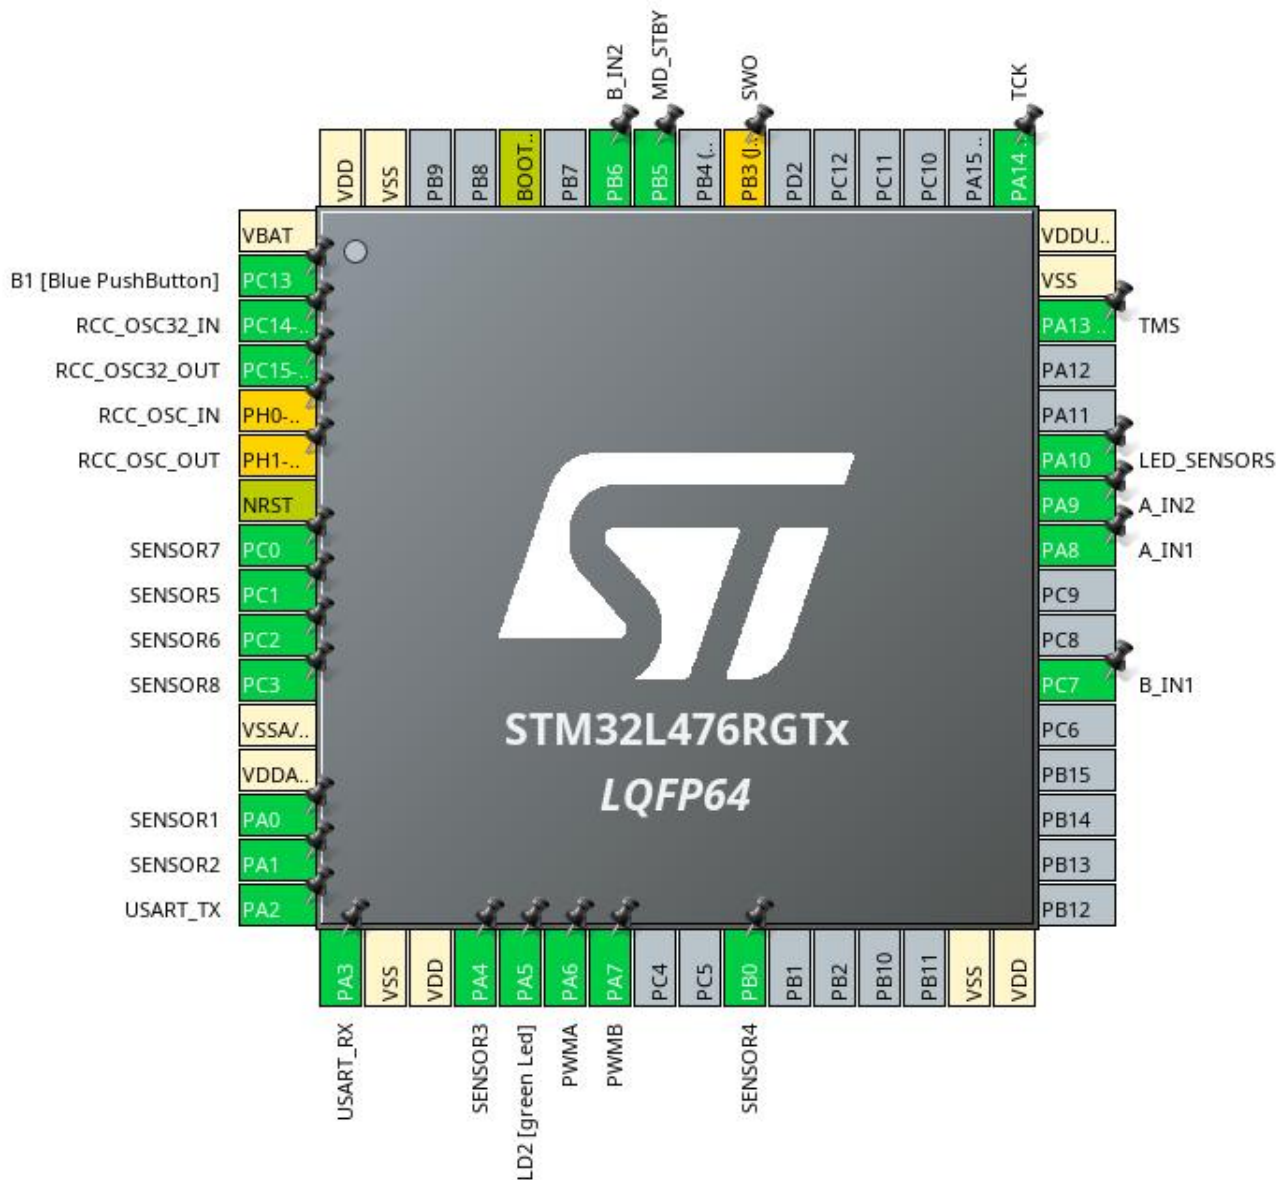 B_IN2
MD_STBY
SWO
TCK
VDD
VSS
PB9
PB8
BOOT..
PB7
PB6
PB5
PB4 (..
PB3 (J..
PD2
PC12
PC11
PC10
PA15 ..
PA14 ..
VBAT
B1 [Blue PushButton] PC13
RCC_OSC32_IN PC14-..
RCC_OSC32_OUT PC15-..
RCC_OSC_IN PH0-..
RCC_OSC_OUT PH1-..
NRST
SENSOR7 PC0
SENSOR5 PC1
SENSOR6 PC2
SENSOR8 PC3
VSSA/..
VDDA..
SENSOR1 PA0
SENSOR2 PA1
USART_TX PA2
ST
STM32L476RGTx
LQFP64
VDDU..
VSS
PA13 .. TMS
PA12
PA11
PA10 LED_SENSORS
PA9 A_IN2
PA8 A_IN1
PC9
PC8
PC7 B_IN1
PC6
PB15
PB14
PB13
PB12
PA3
VSS
VDD
PA4
PA5
PA6
PA7
PC4
PC5
PB0
PB1
PB2
PB10
PB11
VSS
VDD
USART_RX
SENSOR3
LD2 [green Led]
PWMA
PWMB
SENSOR4